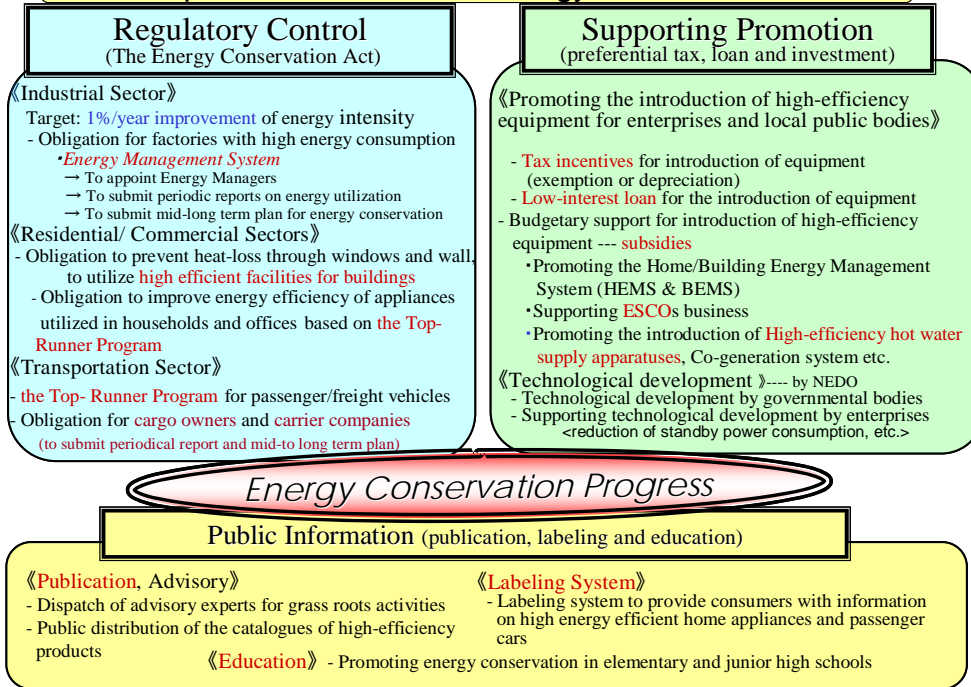 Regulatory Control
(The Energy Conservation Act)
《Industrial Sector》
Target: 1%/year improvement of energy intensity
- Obligation for factories with high energy consumption
・Energy Management System
→ To appoint Energy Managers
→ To submit periodic reports on energy utilization
→ To submit mid-long term plan for energy conservation
《Residential/ Commercial Sectors》
- Obligation to prevent heat-loss through windows and wall,
to utilize high efficient facilities for buildings
- Obligation to improve energy efficiency of appliances
utilized in households and offices based on the Top-
Runner Program
《Transportation Sector》
- the Top- Runner Program for passenger/freight vehicles
- Obligation for cargo owners and carrier companies
(to submit periodical report and mid-to long term plan)
Supporting Promotion
(preferential tax, loan and investment)
《Promoting the introduction of high-efficiency
equipment for enterprises and local public bodies》
- Tax incentives for introduction of equipment
(exemption or depreciation)
- Low-interest loan for the introduction of equipment
- Budgetary support for introduction of high-efficiency
equipment --- subsidies
・Promoting the Home/Building Energy Management
System (HEMS & BEMS)
・Supporting ESCOs business
・Promoting the introduction of High-efficiency hot water
supply apparatuses, Co-generation system etc.
《Technological development 》---- by NEDO
- Technological development by governmental bodies
- Supporting technological development by enterprises
<reduction of standby power consumption, etc.>
Energy Conservation Progress
Public Information (publication, labeling and education)
《Publication, Advisory》
- Dispatch of advisory experts for grass roots activities
- Public distribution of the catalogues of high-efficiency
products
《Labeling System》
- Labeling system to provide consumers with information
on high energy efficient home appliances and passenger
cars
《Education》 - Promoting energy conservation in elementary and junior high schools